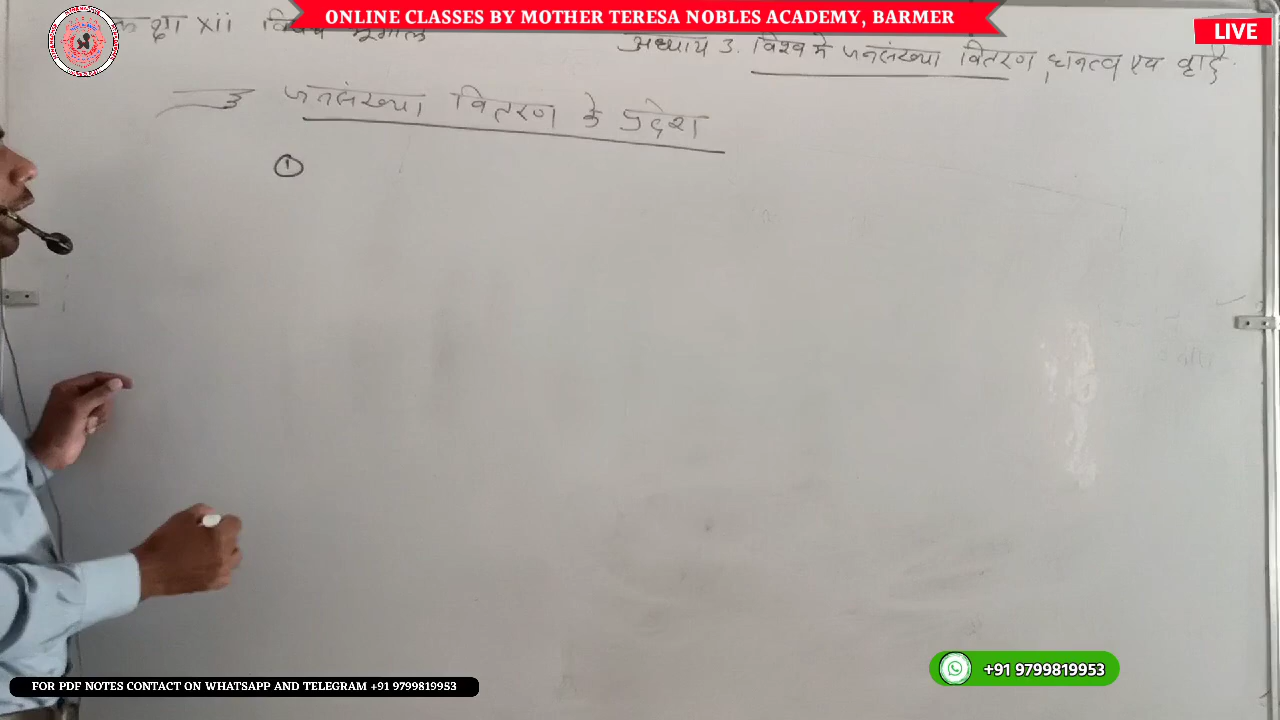 ONLINE CLASSES BY MOTHER TERESA NOBLES ACADEMY, BARMER
LIVE
कक्षा xii विषय भूगोल
अध्याय 3. विश्व में जनसंख्या वितरण घनत्व एव वृद्धि
⇒ जनसंख्या वितरण के प्रदेश
①
+91 9799819953
FOR PDF NOTES CONTACT ON WHATSAPP AND TELEGRAM +91 9799819953